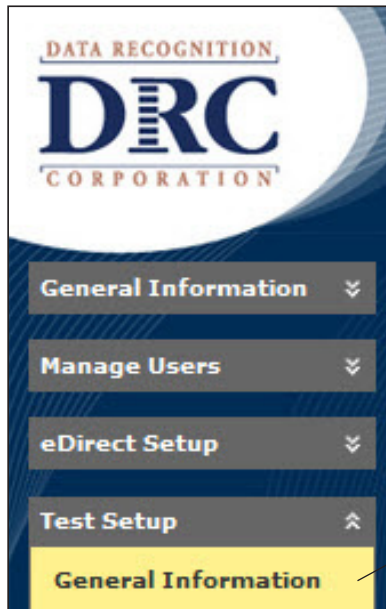 DATA RECOGNITION
DRC
CORPORATION
General Information
Manage Users
eDirect Setup
Test Setup
General Information